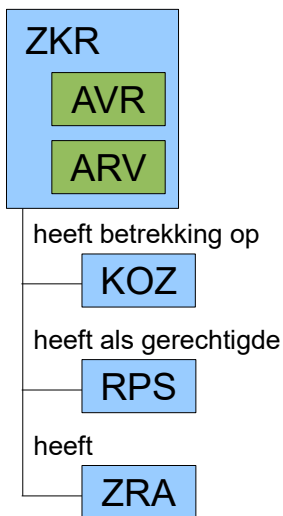 ZKR
AVR
ARV
heeft betrekking op
KOZ
heeft als gerechtigde
RPS
heeft
ZRA